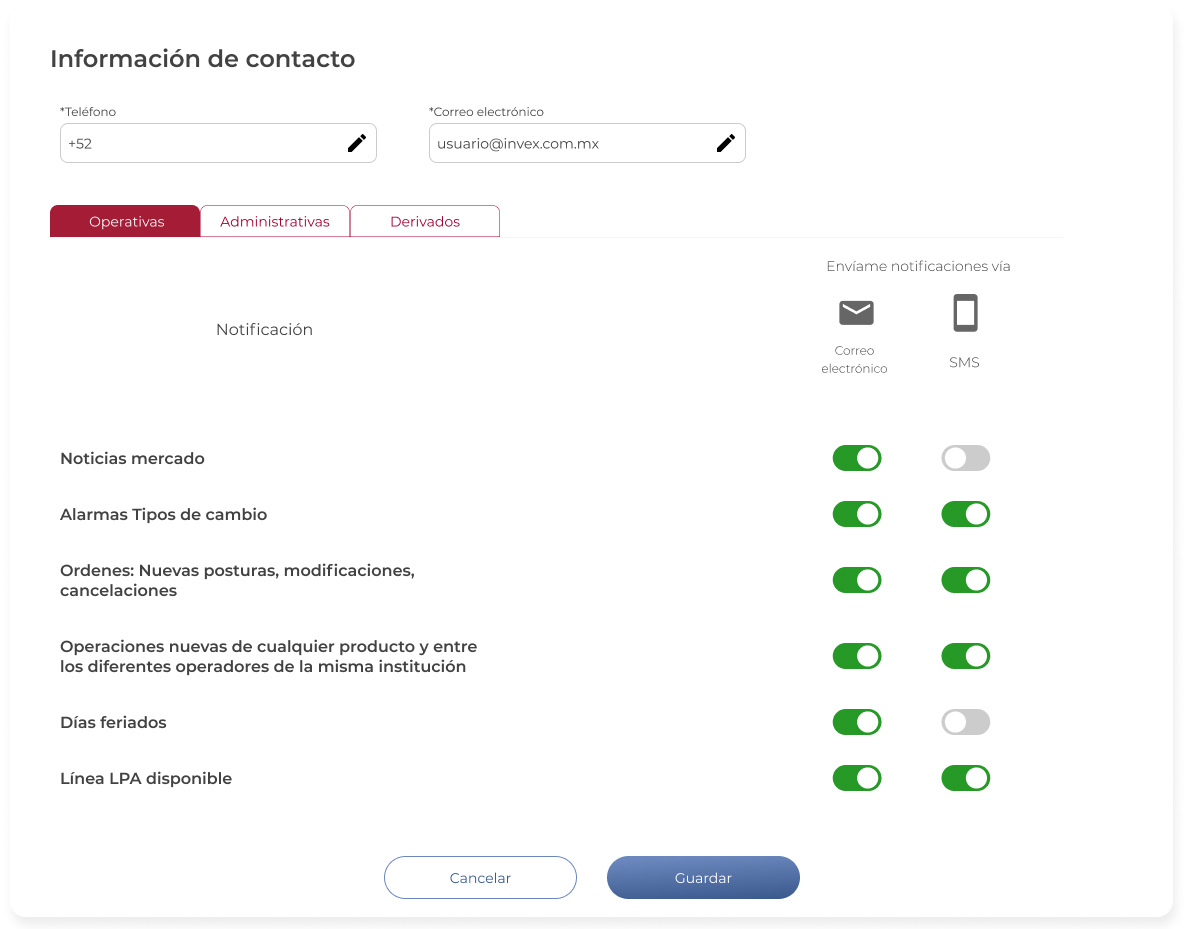 Información de contacto
*Teléfono
*Correo electrónico
+52
usuario@invex.com.mx
Operativas
Administrativas
Derivados
Envíame notificaciones vía
Notificación
Correo
electrónico
SMS
Noticias mercado
Alarmas Tipos de cambio
Ordenes: Nuevas posturas, modificaciones,
cancelaciones
Operaciones nuevas de cualquier producto y entre
los diferentes operadores de la misma institución
Días feriados
Línea LPA disponible
Cancelar
Guardar